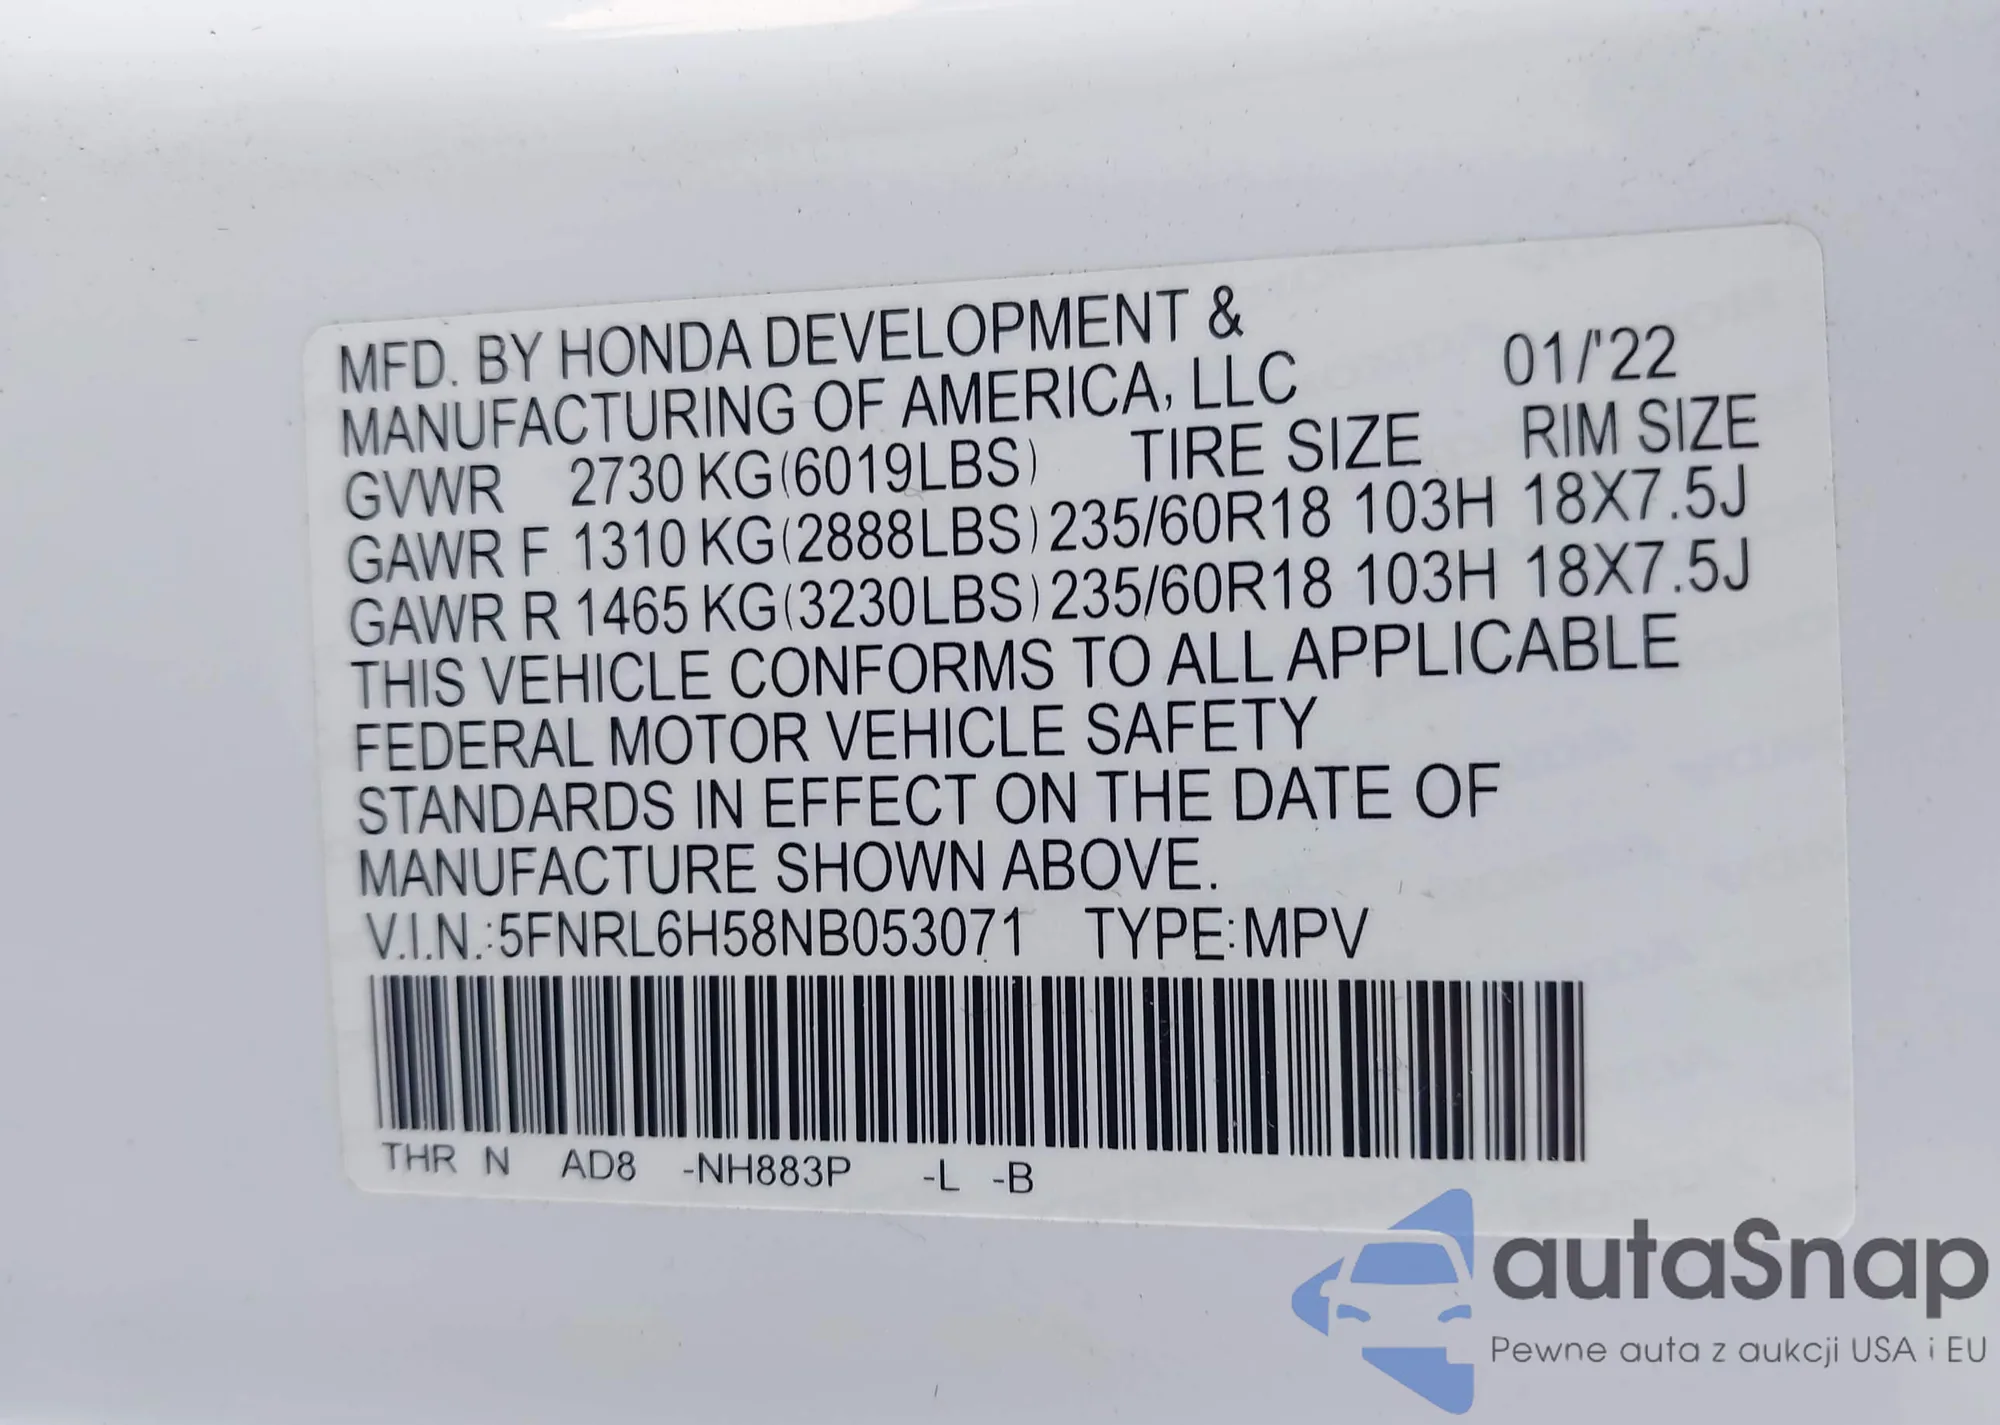 MFD. BY HONDA DEVELOPMENT &
MANUFACTURING OF AMERICA, LLC 01/'22
GVWR 2730 KG(6019LBS) TIRE SIZE RIM SIZE
GAWR F 1310 KG(2888LBS) 235/60R18 103H 18X7.5J
GAWR R 1465 KG(3230LBS) 235/60R18 103H 18X7.5J
THIS VEHICLE CONFORMS TO ALL APPLICABLE
FEDERAL MOTOR VEHICLE SAFETY
STANDARDS IN EFFECT ON THE DATE OF
MANUFACTURE SHOWN ABOVE.
V.I.N.:5FNRL6H58NB053071 TYPE:MPV
THR N AD8 -NH883P -L -B
autaSnap
Pewne auta z aukcji USA i EU